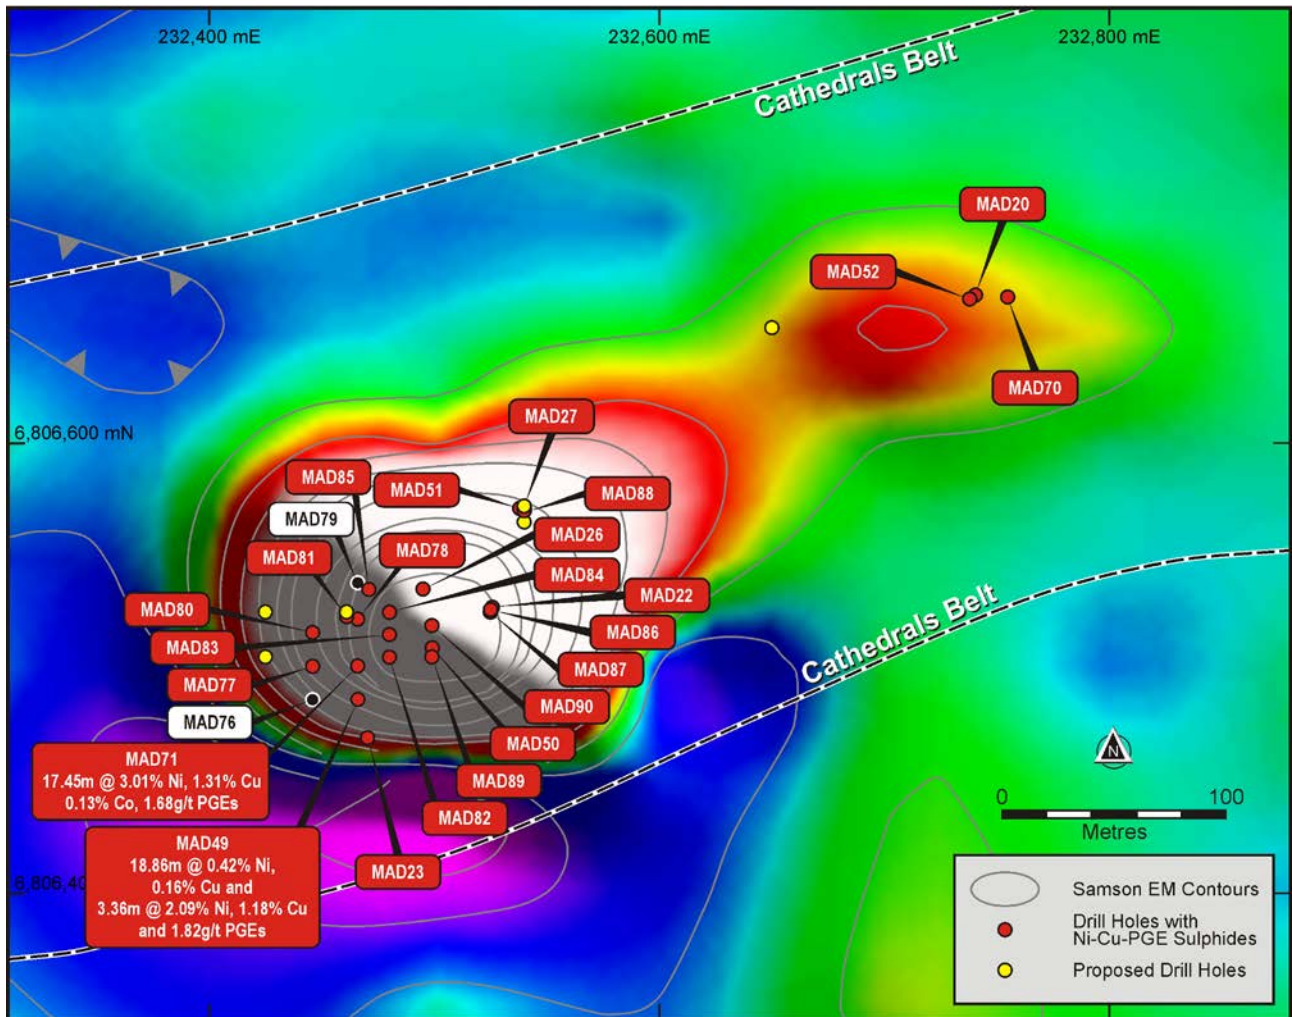 232,400 mE
232,600 mE
232,800 mE
Cathedrals Belt
MAD20
MAD52
MAD70
6,806,600 mN
MAD27
MAD85
MAD51
MAD88
MAD79
MAD26
MAD81
MAD78
MAD84
MAD80
MAD22
MAD83
MAD86
Cathedrals Belt
MAD87
MAD77
MAD90
MAD76
MAD50
MAD71
17.45m @ 3.01% Ni, 1.31% Cu
0.13% Co, 1.68g/t PGEs
MAD89
MAD82
MAD49
18.86m @ 0.42% Ni,
0.16% Cu and
3.36m @ 2.09% Ni, 1.18% Cu
and 1.82g/t PGEs
MAD23
6,806,40
N
0
100
Metres
Samson EM Contours
Drill Holes with
Ni-Cu-PGE Sulphides
Proposed Drill Holes